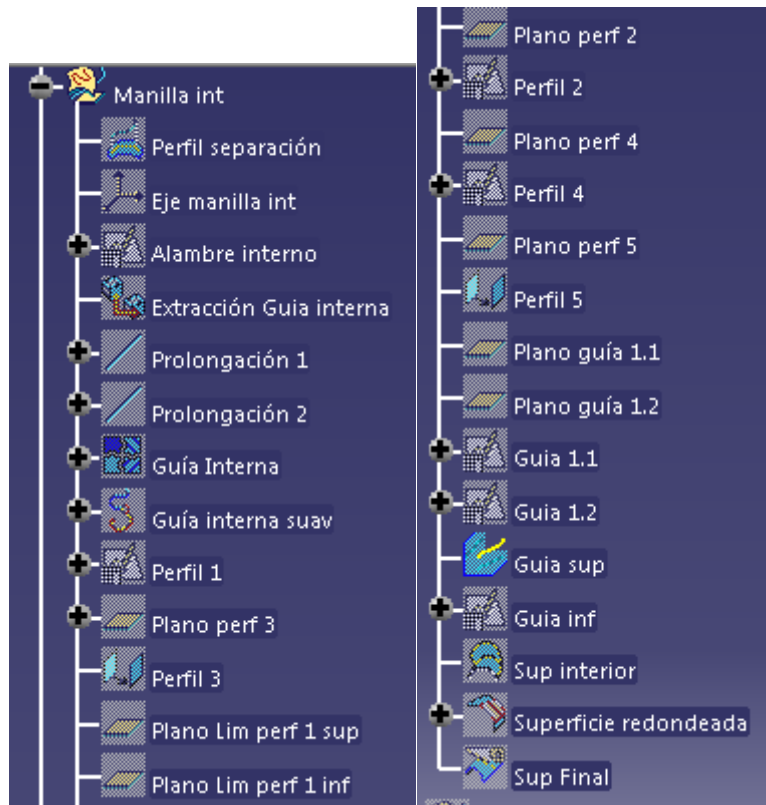 Manilla int
Perfil separación
Eje manilla int
Alambre interno
Extracción Guia interna
Prolongación 1
Prolongación 2
Guía Interna
Guía interna suav
Perfil 1
Plano perf 3
Perfil 3
Plano Lim perf 1 sup
Plano Lim perf 1 inf
Plano perf 2
Perfil 2
Plano perf 4
Perfil 4
Plano perf 5
Perfil 5
Plano guía 1.1
Plano guía 1.2
Guia 1.1
Guia 1.2
Guia sup
Guia inf
Sup interior
Superficie redondeada
Sup Final